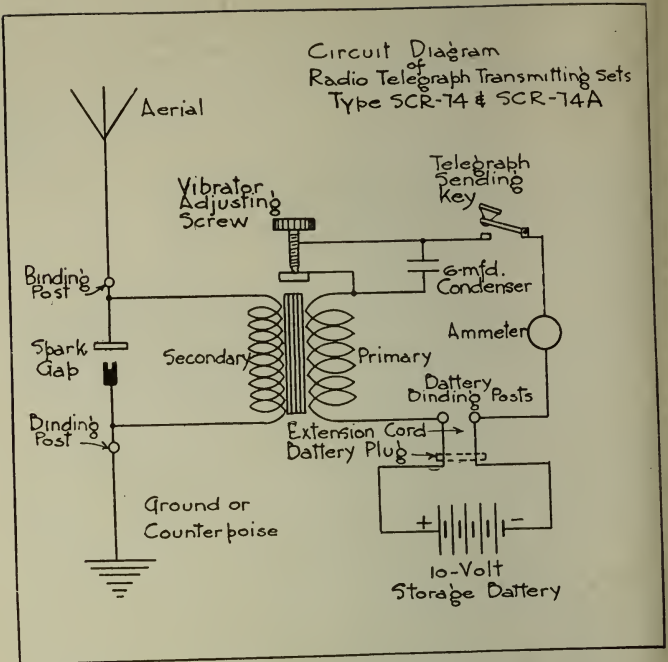 Circuit Diagram
of
Radio Telegraph Transmitting Sets
Type SCR-74 & SCR-74A
Aerial
Telegraph
Sending
Key
Vibrator
Adjusting
Screw
Binding
Post
6-mfd.
Condenser
Spark
Gap
Secondary
Primary
Ammeter
Battery
Binding Posts
Binding
Post
Extension Cord
Battery Plug
Ground or
Counterpoise
+
-
10-Volt
Storage Battery